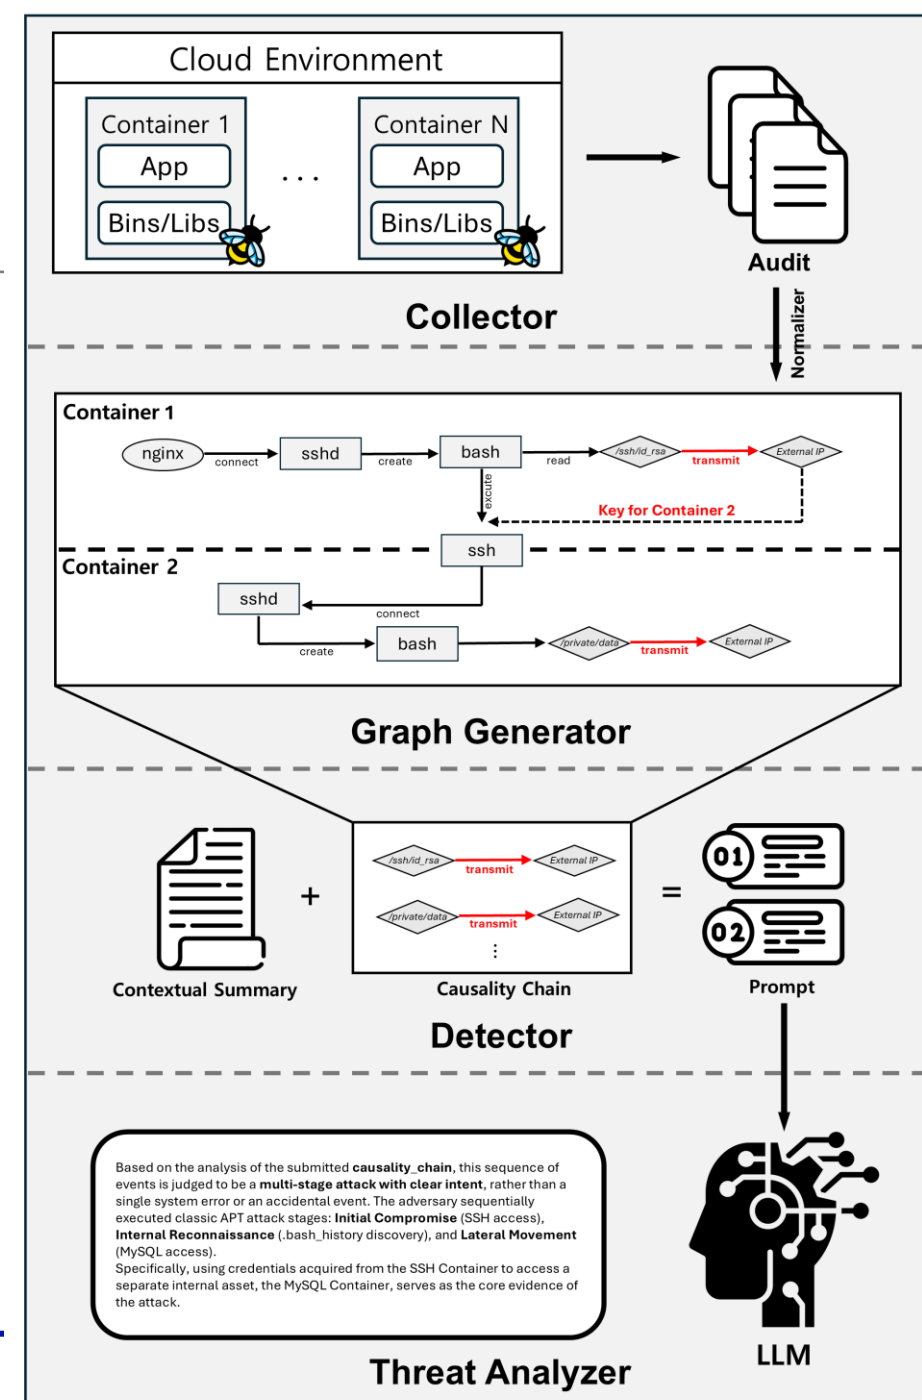 Cloud Environment
Container 1
App
Bins/Libs
...
Container N
App
Bins/Libs
Audit
Collector
Normalizer
Container 1
nginx
connect
sshd
create
bash
read
/ssh/id_rsa
transmit
External IP
excute
Key for Container 2
ssh
Container 2
sshd
connect
create
bash
/private/data
transmit
External IP
Graph Generator
/ssh/id_rsa
transmit
External IP
/private/data
transmit
External IP
⋮
+
=
01
02
Contextual Summary
Causality Chain
Prompt
Detector
Based on the analysis of the submitted causality_chain, this sequence of
events is judged to be a multi-stage attack with clear intent, rather than a
single system error or an accidental event. The adversary sequentially
executed classic APT attack stages: Initial Compromise (SSH access),
Internal Reconnaissance (.bash_history discovery), and Lateral Movement
(MySQL access).
Specifically, using credentials acquired from the SSH Container to access a
separate internal asset, the MySQL Container, serves as the core evidence
of the attack.
LLM
Threat Analyzer